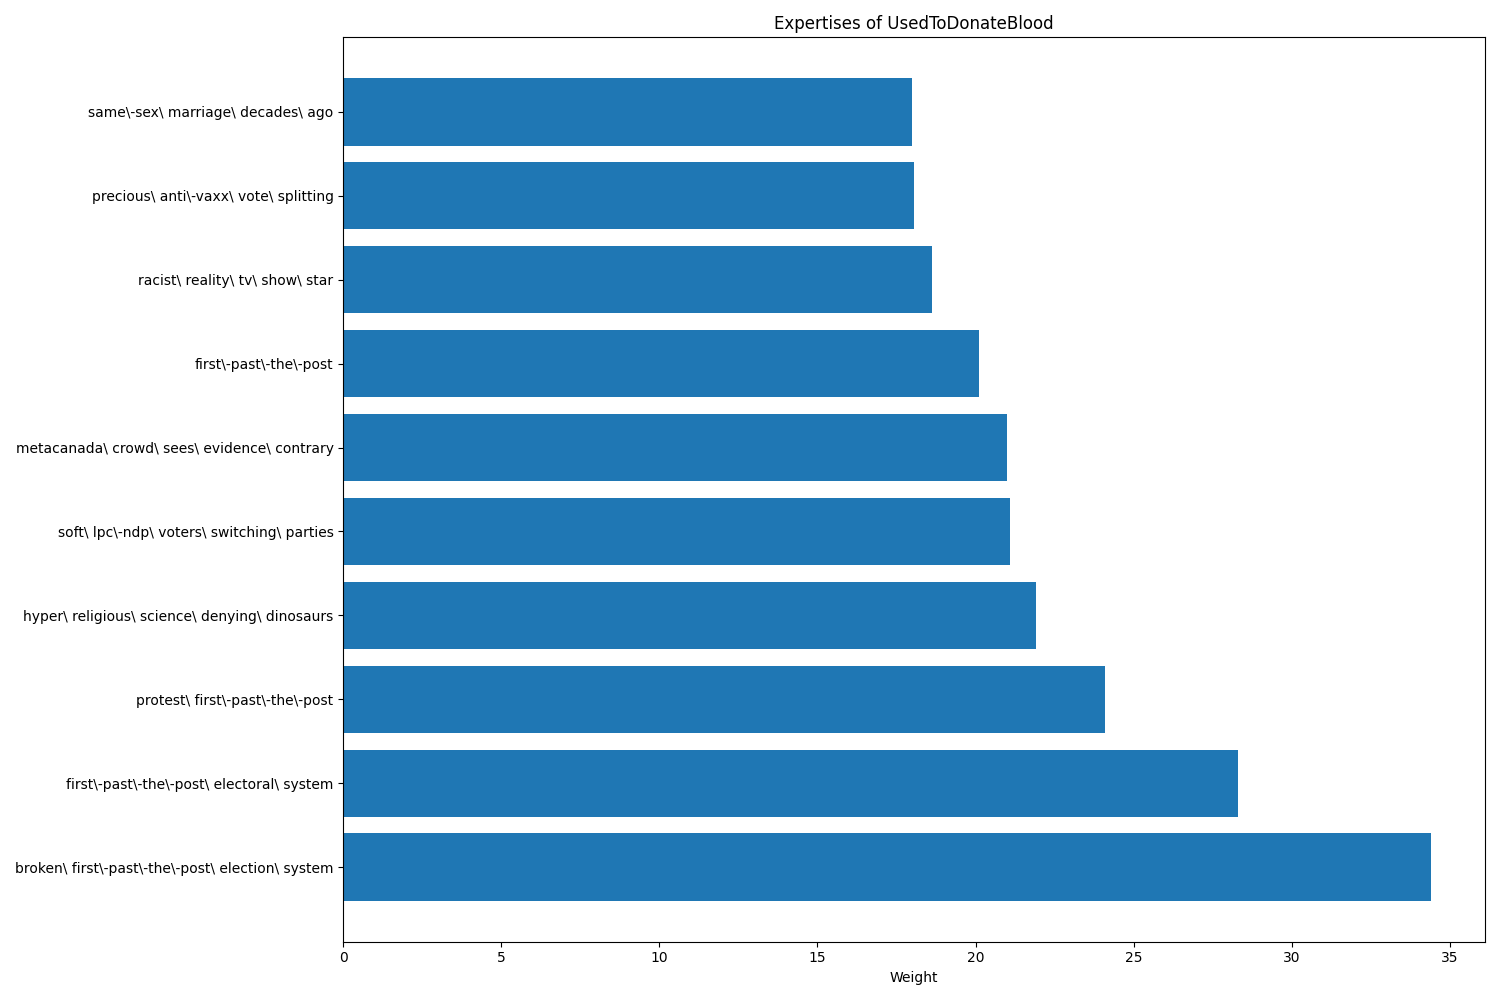 Expertises of UsedToDonateBlood
same\-sex\ marriage\ decades\ ago
precious\ anti\-vaxx\ vote\ splitting
racist\ reality\ tv\ show\ star
first\-past\-the\-post
metacanada\ crowd\ sees\ evidence\ contrary
soft\ lpc\-ndp\ voters\ switching\ parties
hyper\ religious\ science\ denying\ dinosaurs
protest\ first\-past\-the\-post
first\-past\-the\-post\ electoral\ system
broken\ first\-past\-the\-post\ election\ system
0 5 10 15 20 25 30 35
Weight